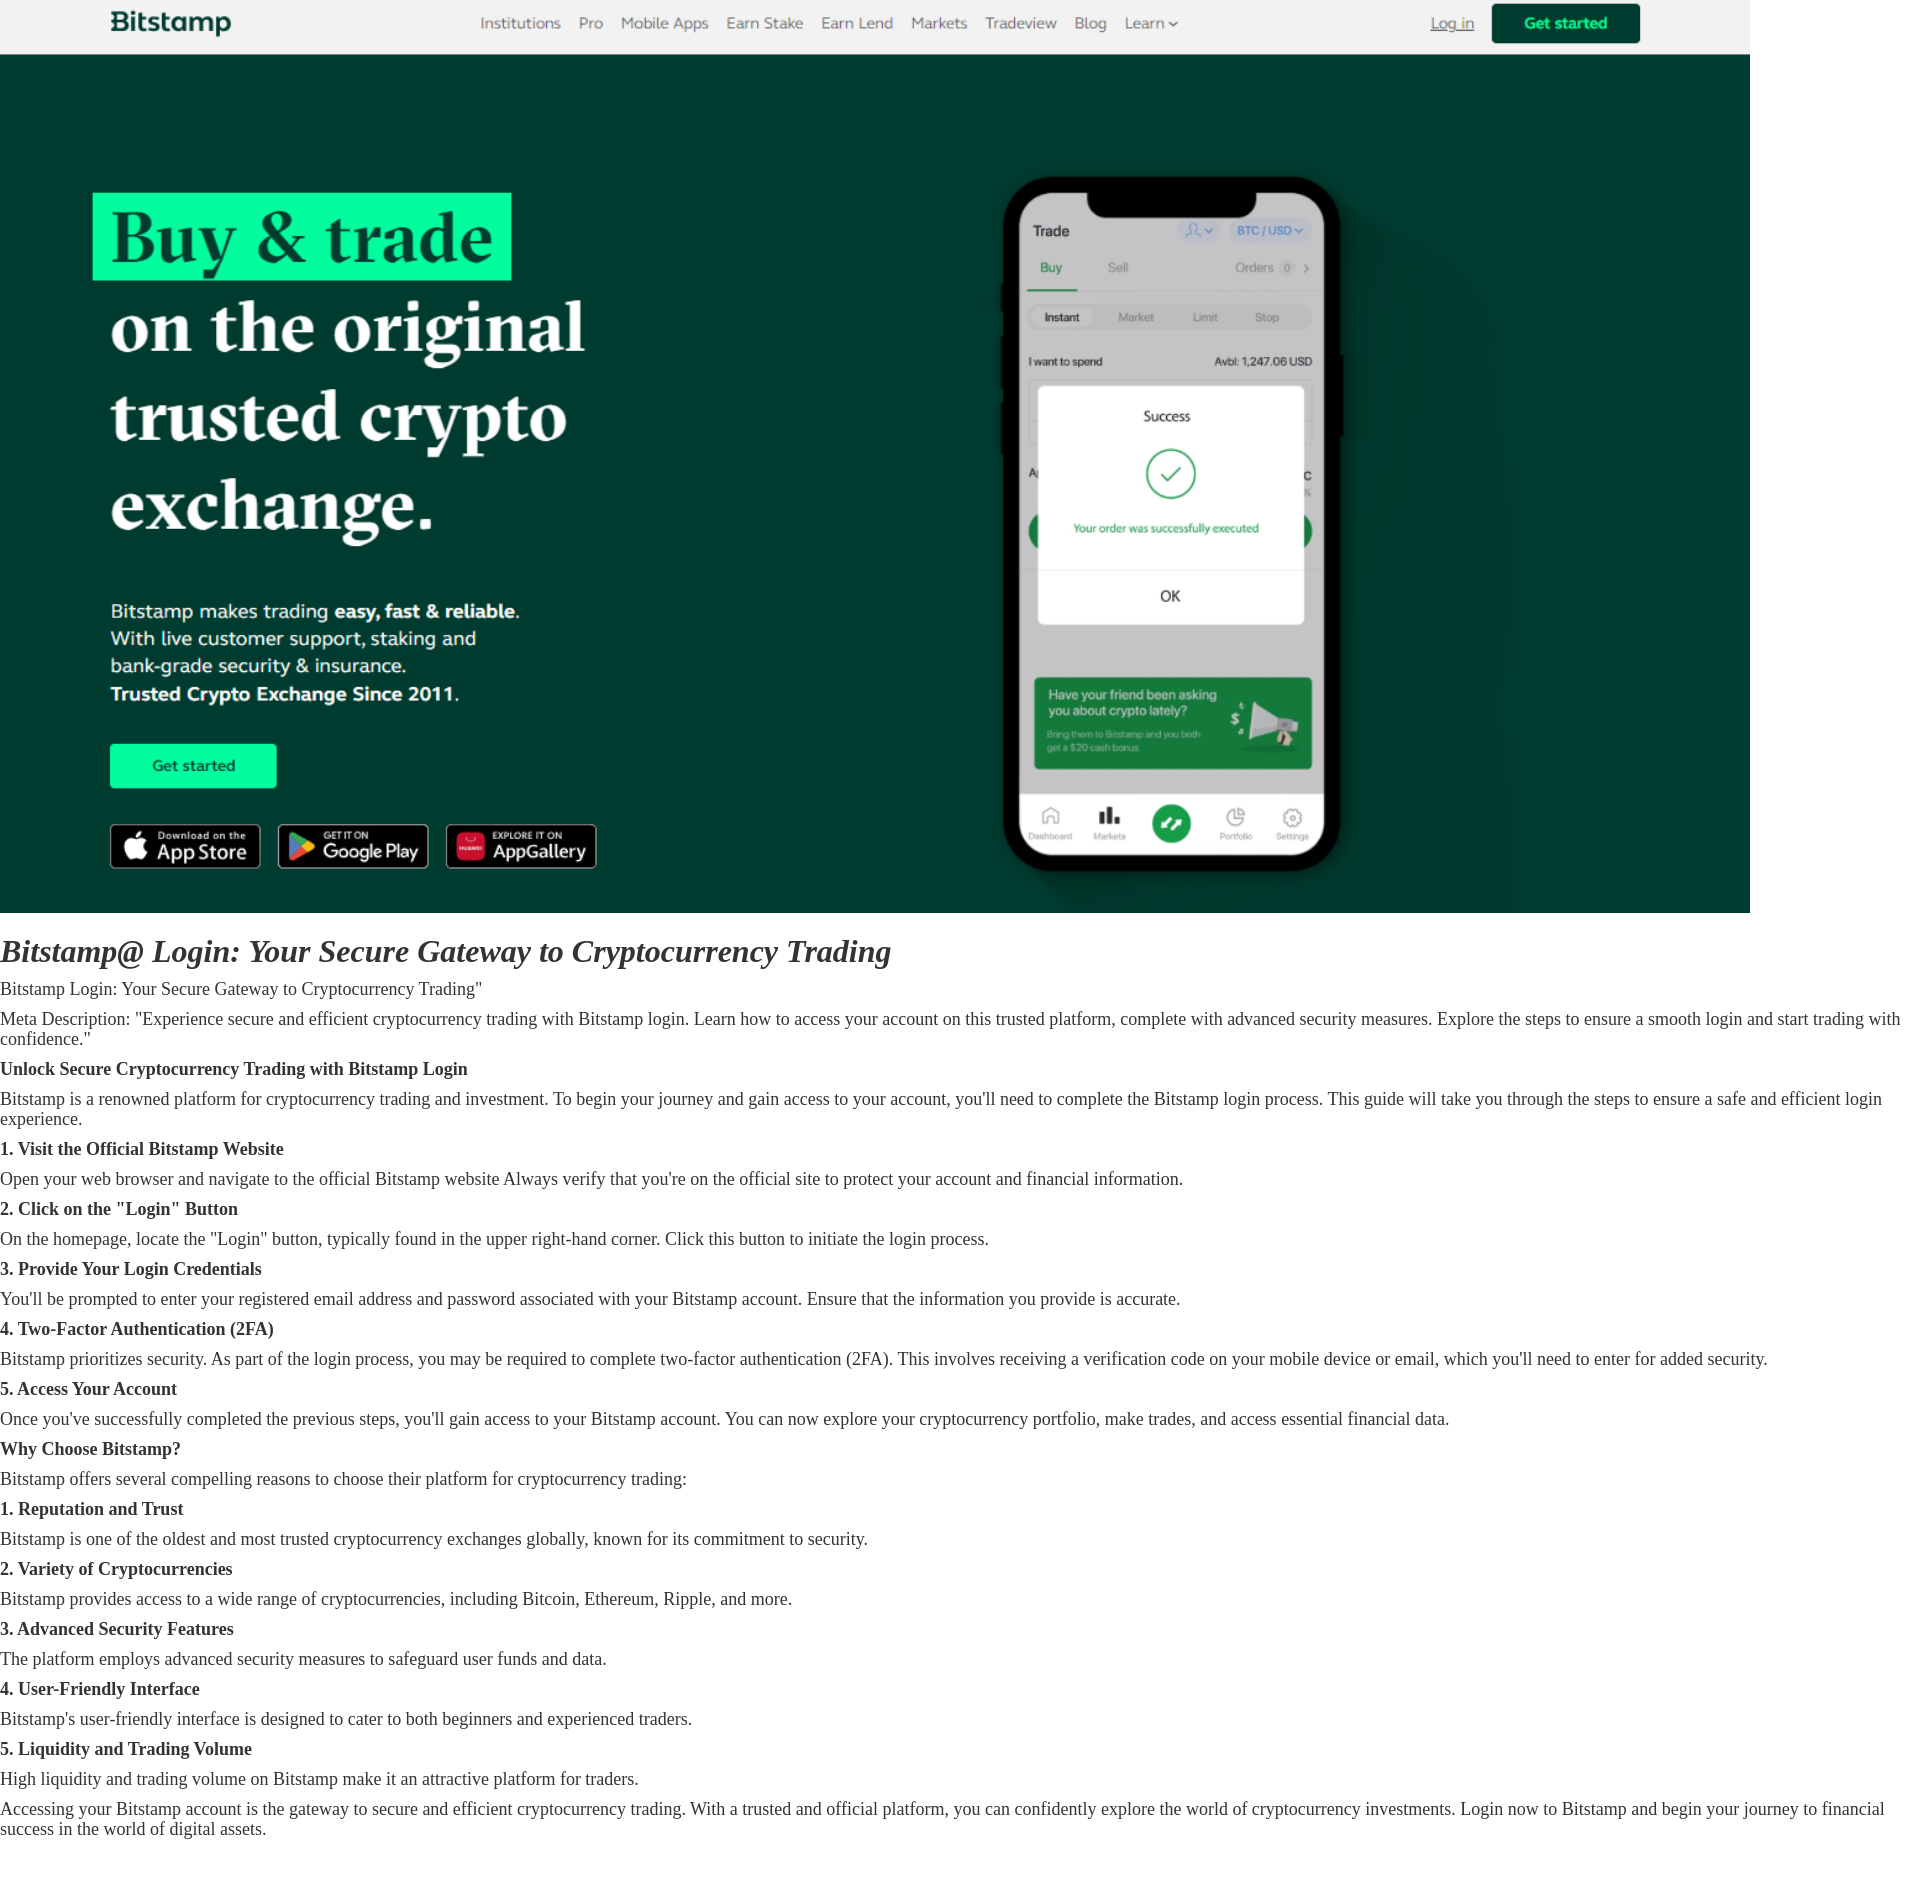 Bitstamp
Institutions Pro Mobile Apps Earn Stake Earn Lend Markets Tradeview Blog Learn
Log in
Get started
Buy & trade
on the original
trusted crypto
exchange.
Bitstamp makes trading easy, fast & reliable.
With live customer support, staking and
bank-grade security & insurance.
Trusted Crypto Exchange Since 2011.
Get started
Download on the
App Store
GET IT ON
Google Play
HUAWEI
EXPLORE IT ON
AppGallery
Trade
BTC / USD
Buy Sell Orders 0
Instant Market Limit Stop
I want to spend Avbl: 1,247.06 USD
Success
C
%
Your order was successfully executed
OK
Have your friend been asking
you about crypto lately?
Bring them to Bitstamp and you both
get a $20 cash bonus.
$
Dashboard Markets Portfolio Settings
Bitstamp@ Login: Your Secure Gateway to Cryptocurrency Trading
Bitstamp Login: Your Secure Gateway to Cryptocurrency Trading"
Meta Description: "Experience secure and efficient cryptocurrency trading with Bitstamp login. Learn how to access your account on this trusted platform, complete with advanced security measures. Explore the steps to ensure a smooth login and start trading with
confidence."
Unlock Secure Cryptocurrency Trading with Bitstamp Login
Bitstamp is a renowned platform for cryptocurrency trading and investment. To begin your journey and gain access to your account, you'll need to complete the Bitstamp login process. This guide will take you through the steps to ensure a safe and efficient login
experience.
1. Visit the Official Bitstamp Website
Open your web browser and navigate to the official Bitstamp website Always verify that you're on the official site to protect your account and financial information.
2. Click on the "Login" Button
On the homepage, locate the "Login" button, typically found in the upper right-hand corner. Click this button to initiate the login process.
3. Provide Your Login Credentials
You'll be prompted to enter your registered email address and password associated with your Bitstamp account. Ensure that the information you provide is accurate.
4. Two-Factor Authentication (2FA)
Bitstamp prioritizes security. As part of the login process, you may be required to complete two-factor authentication (2FA). This involves receiving a verification code on your mobile device or email, which you'll need to enter for added security.
5. Access Your Account
Once you've successfully completed the previous steps, you'll gain access to your Bitstamp account. You can now explore your cryptocurrency portfolio, make trades, and access essential financial data.
Why Choose Bitstamp?
Bitstamp offers several compelling reasons to choose their platform for cryptocurrency trading:
1. Reputation and Trust
Bitstamp is one of the oldest and most trusted cryptocurrency exchanges globally, known for its commitment to security.
2. Variety of Cryptocurrencies
Bitstamp provides access to a wide range of cryptocurrencies, including Bitcoin, Ethereum, Ripple, and more.
3. Advanced Security Features
The platform employs advanced security measures to safeguard user funds and data.
4. User-Friendly Interface
Bitstamp's user-friendly interface is designed to cater to both beginners and experienced traders.
5. Liquidity and Trading Volume
High liquidity and trading volume on Bitstamp make it an attractive platform for traders.
Accessing your Bitstamp account is the gateway to secure and efficient cryptocurrency trading. With a trusted and official platform, you can confidently explore the world of cryptocurrency investments. Login now to Bitstamp and begin your journey to financial
success in the world of digital assets.